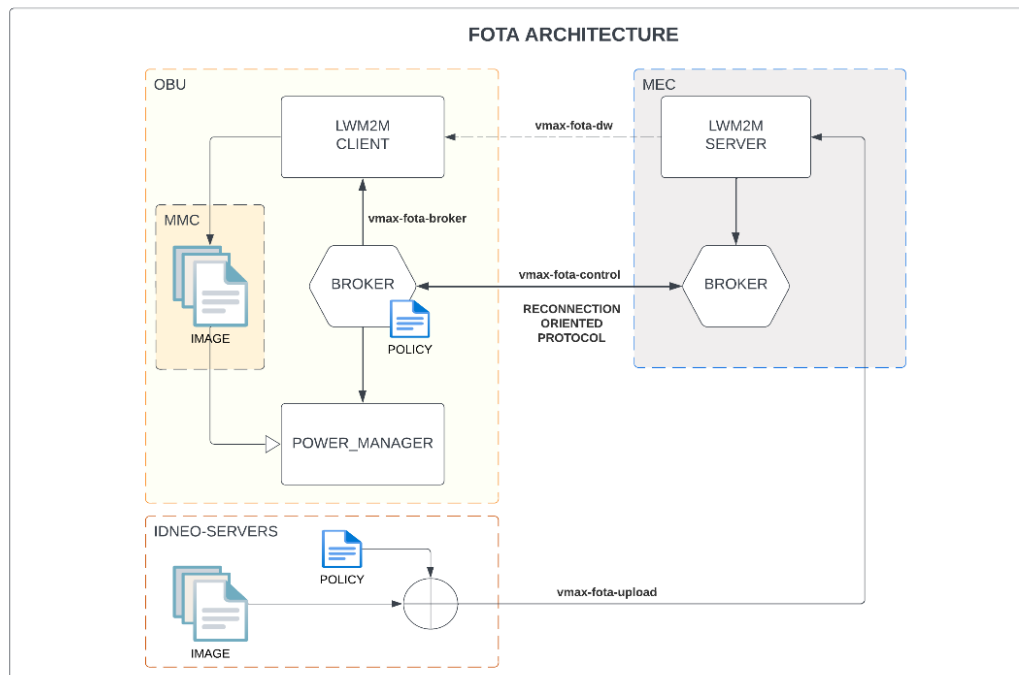 FOTA ARCHITECTURE
OBU
MEC
LWM2M
CLIENT
vmax-fota-dw
LWM2M
SERVER
MMC
vmax-fota-broker
IMAGE
BROKER
POLICY
vmax-fota-control
RECONNECTION
ORIENTED
PROTOCOL
BROKER
POWER_MANAGER
IDNEO-SERVERS
POLICY
IMAGE
vmax-fota-upload